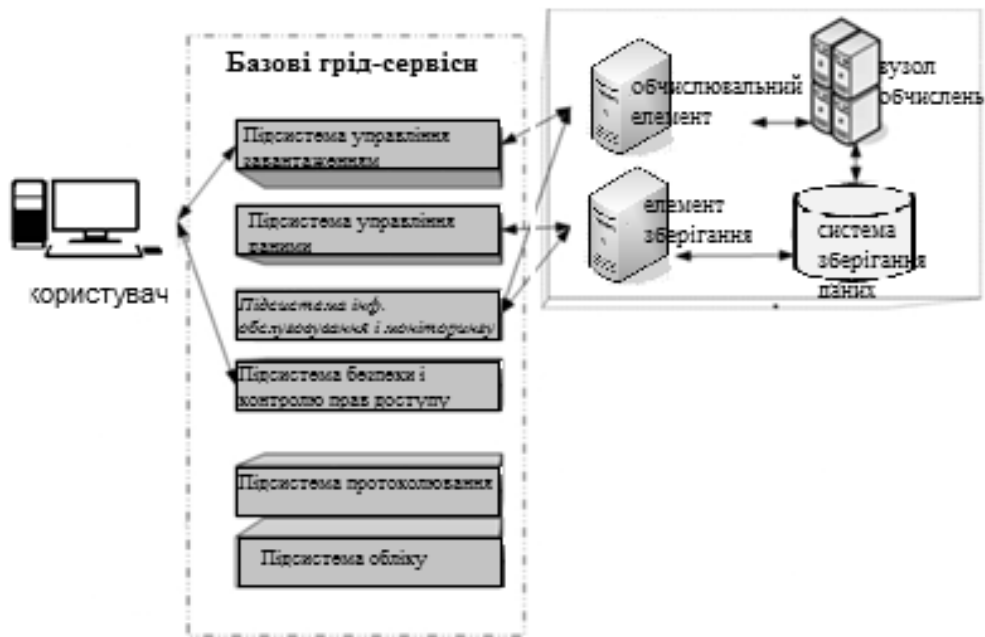 Базові грід-сервіси
Підсистема управління
завантаженням
Підсистема управління
даними
Підсистема інф.
обслуговування і моніторингу
Підсистема безпеки і
контролю прав доступу
Підсистема протоколювання
Підсистема обліку
користувач
обчислювальний
елемент
вузол
обчислень
елемент
зберігання
система
зберігання
даних